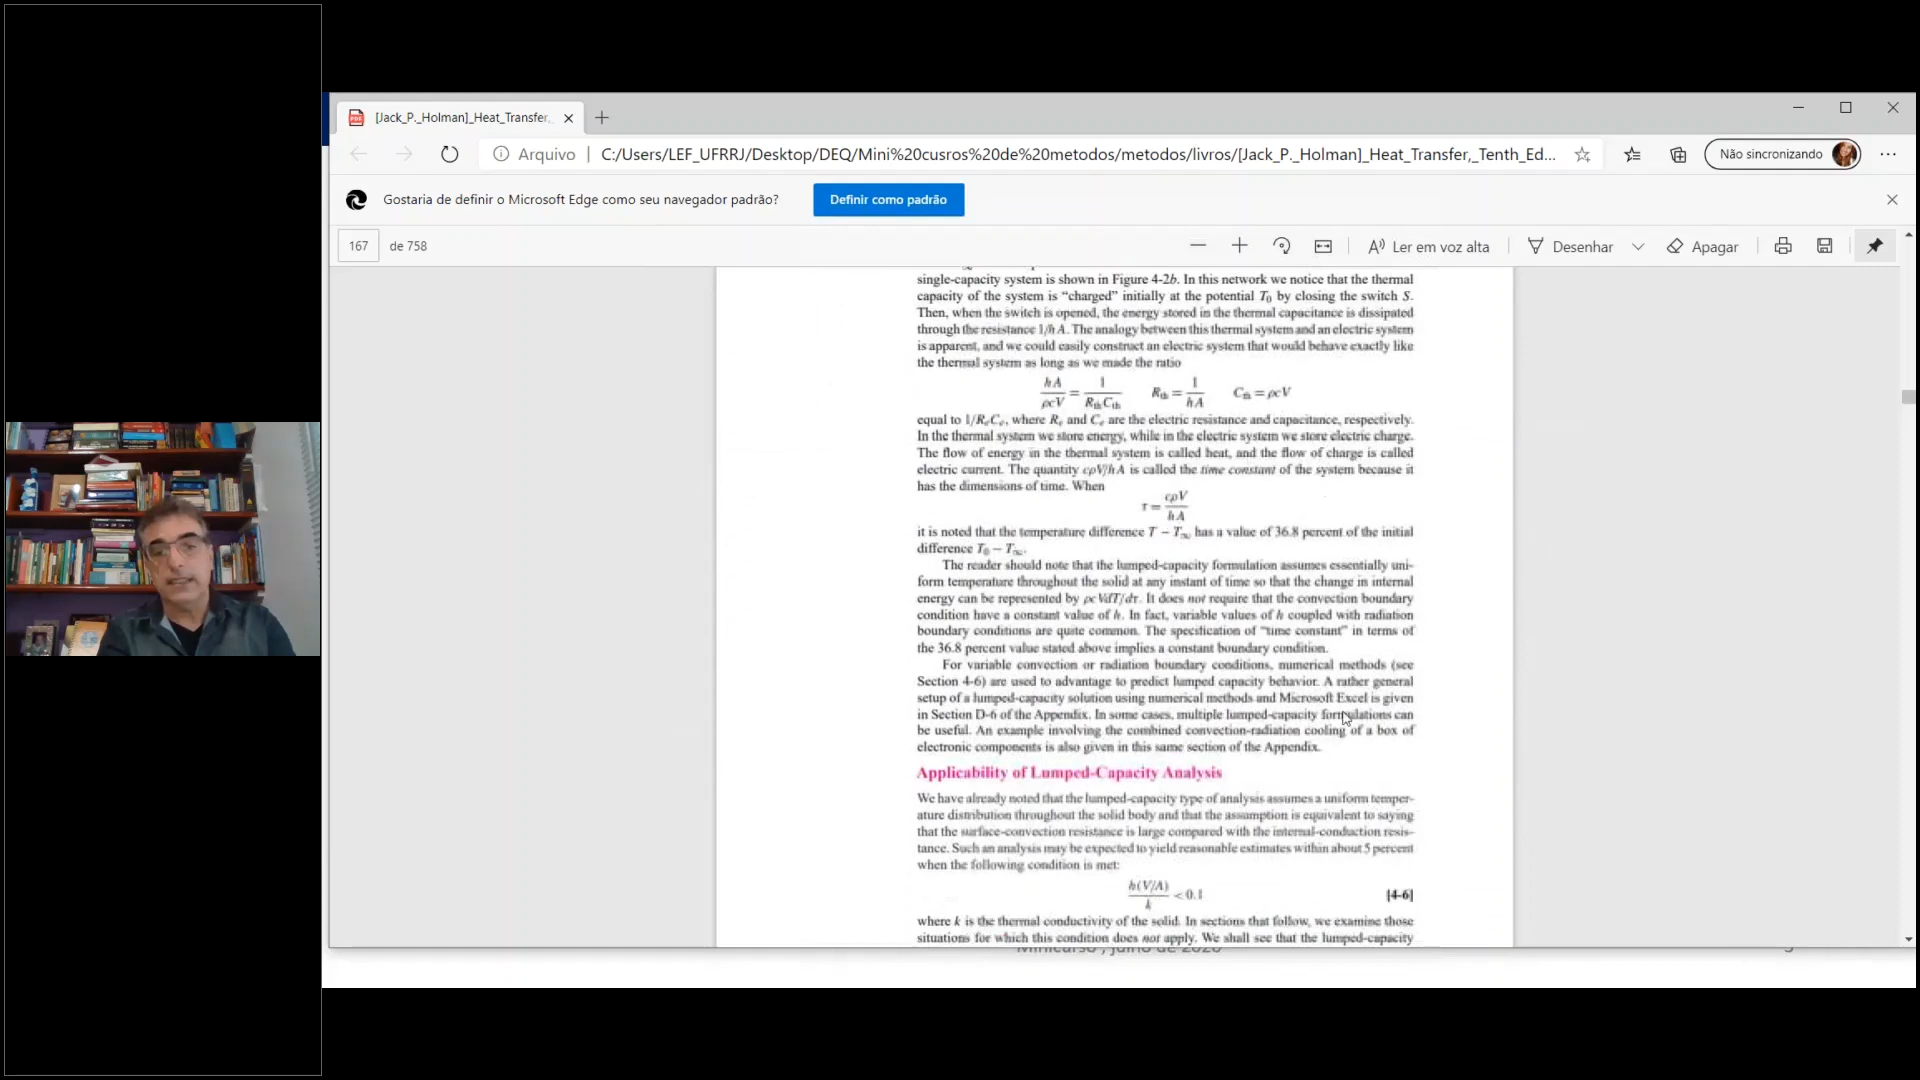 [Jack_P._Holman]_Heat_Transfer,
Arquivo | C:/Users/LEF_UFRRJ/Desktop/DEQ/Mini%20cusros%20de%20metodos/metodos/livros/[Jack_P._Holman]_Heat_Transfer,_Tenth_Ed... Não sincronizando
Gostaria de definir o Microsoft Edge como seu navegador padrão? Definir como padrão
167 de 758 Ler em voz alta Desenhar Apagar
single-capacity system is shown in Figure 4-2b. In this network we notice that the thermal
capacity of the system is “charged” initially at the potential T₀ by closing the switch S.
Then, when the switch is opened, the energy stored in the thermal capacitance is dissipated
through the resistance 1/hA. The analogy between this thermal system and an electric system
is apparent, and we could easily construct an electric system that would behave exactly like
the thermal system as long as we made the ratio
hA/ρcV = 1/RthCth Rth = 1/hA Cth = ρcV
equal to 1/ReCe, where Re and Ce are the electric resistance and capacitance, respectively.
In the thermal system we store energy, while in the electric system we store electric charge.
The flow of energy in the thermal system is called heat, and the flow of charge is called
electric current. The quantity cρV/hA is called the time constant of the system because it
has the dimensions of time. When
τ = cρV/hA
it is noted that the temperature difference T − T∞ has a value of 36.8 percent of the initial
difference T₀ − T∞.
The reader should note that the lumped-capacity formulation assumes essentially uni-
form temperature throughout the solid at any instant of time so that the change in internal
energy can be represented by ρcVdT/dτ. It does not require that the convection boundary
condition have a constant value of h. In fact, variable values of h coupled with radiation
boundary conditions are quite common. The specification of “time constant” in terms of
the 36.8 percent value stated above implies a constant boundary condition.
For variable convection or radiation boundary conditions, numerical methods (see
Section 4-6) are used to advantage to predict lumped capacity behavior. A rather general
setup of a lumped-capacity solution using numerical methods and Microsoft Excel is given
in Section D-6 of the Appendix. In some cases, multiple lumped-capacity formulations can
be useful. An example involving the combined convection-radiation cooling of a box of
electronic components is also given in this same section of the Appendix.
Applicability of Lumped-Capacity Analysis
We have already noted that the lumped-capacity type of analysis assumes a uniform temper-
ature distribution throughout the solid body and that the assumption is equivalent to saying
that the surface-convection resistance is large compared with the internal-conduction resis-
tance. Such an analysis may be expected to yield reasonable estimates within about 5 percent
when the following condition is met:
h(V/A)/k < 0.1 [4-6]
where k is the thermal conductivity of the solid. In sections that follow, we examine those
situations for which this condition does not apply. We shall see that the lumped-capacity